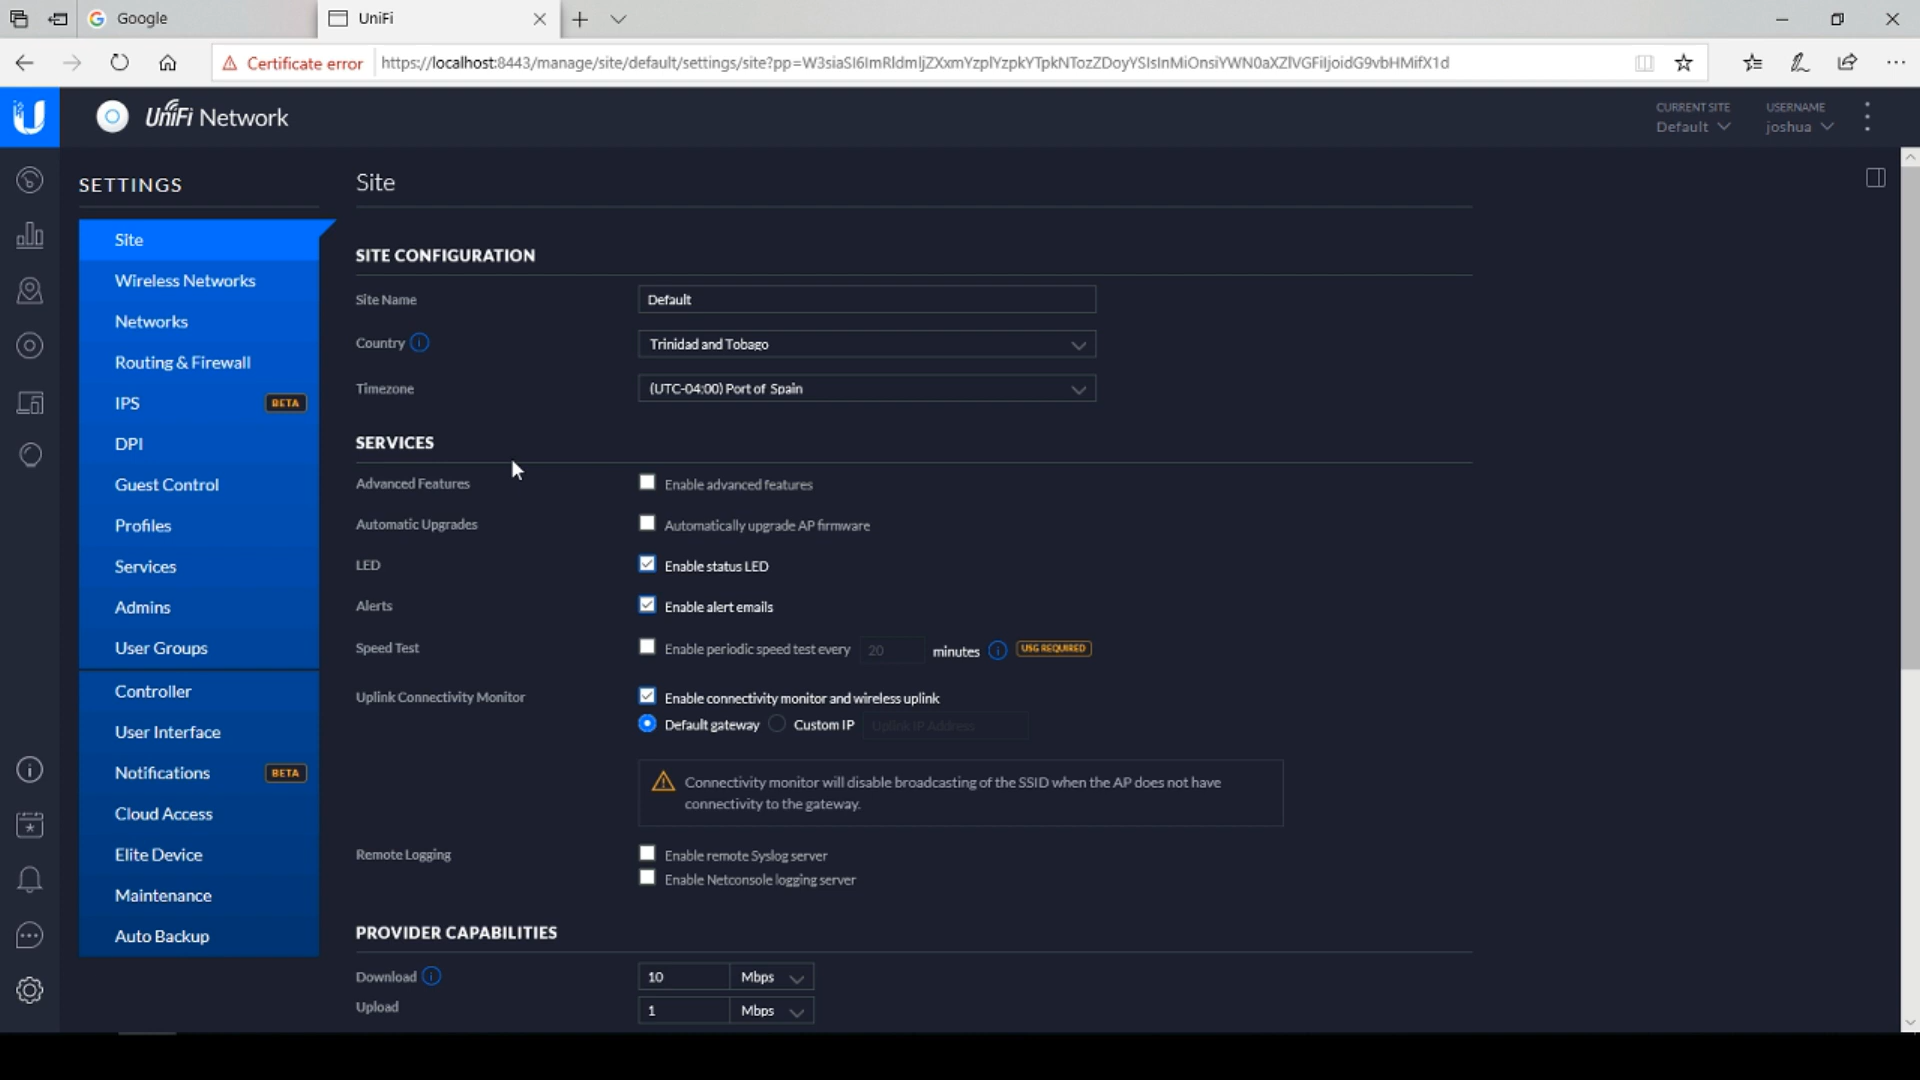 Google
UniFi
Certificate error
https://localhost:8443/manage/site/default/settings/site?pp=W3siaSI6ImRldmljZXxmYzplYzpkYTpkNTozZDoyYSIsInMiOnsiYWN0aXZlVGFiIjoidG9vbHMifX1d
UniFi Network
CURRENT SITE
Default
USERNAME
joshua
SETTINGS
Site
Wireless Networks
Networks
Routing & Firewall
IPS BETA
DPI
Guest Control
Profiles
Services
Admins
User Groups
Controller
User Interface
Notifications BETA
Cloud Access
Elite Device
Maintenance
Auto Backup
Site
SITE CONFIGURATION
Site Name Default
Country Trinidad and Tobago
Timezone (UTC-04:00) Port of Spain
SERVICES
Advanced Features Enable advanced features
Automatic Upgrades Automatically upgrade AP firmware
LED Enable status LED
Alerts Enable alert emails
Speed Test Enable periodic speed test every 20 minutes USG REQUIRED
Uplink Connectivity Monitor Enable connectivity monitor and wireless uplink
Default gateway Custom IP Uplink IP Address
Connectivity monitor will disable broadcasting of the SSID when the AP does not have
connectivity to the gateway.
Remote Logging Enable remote Syslog server
Enable Netconsole logging server
PROVIDER CAPABILITIES
Download 10 Mbps
Upload 1 Mbps